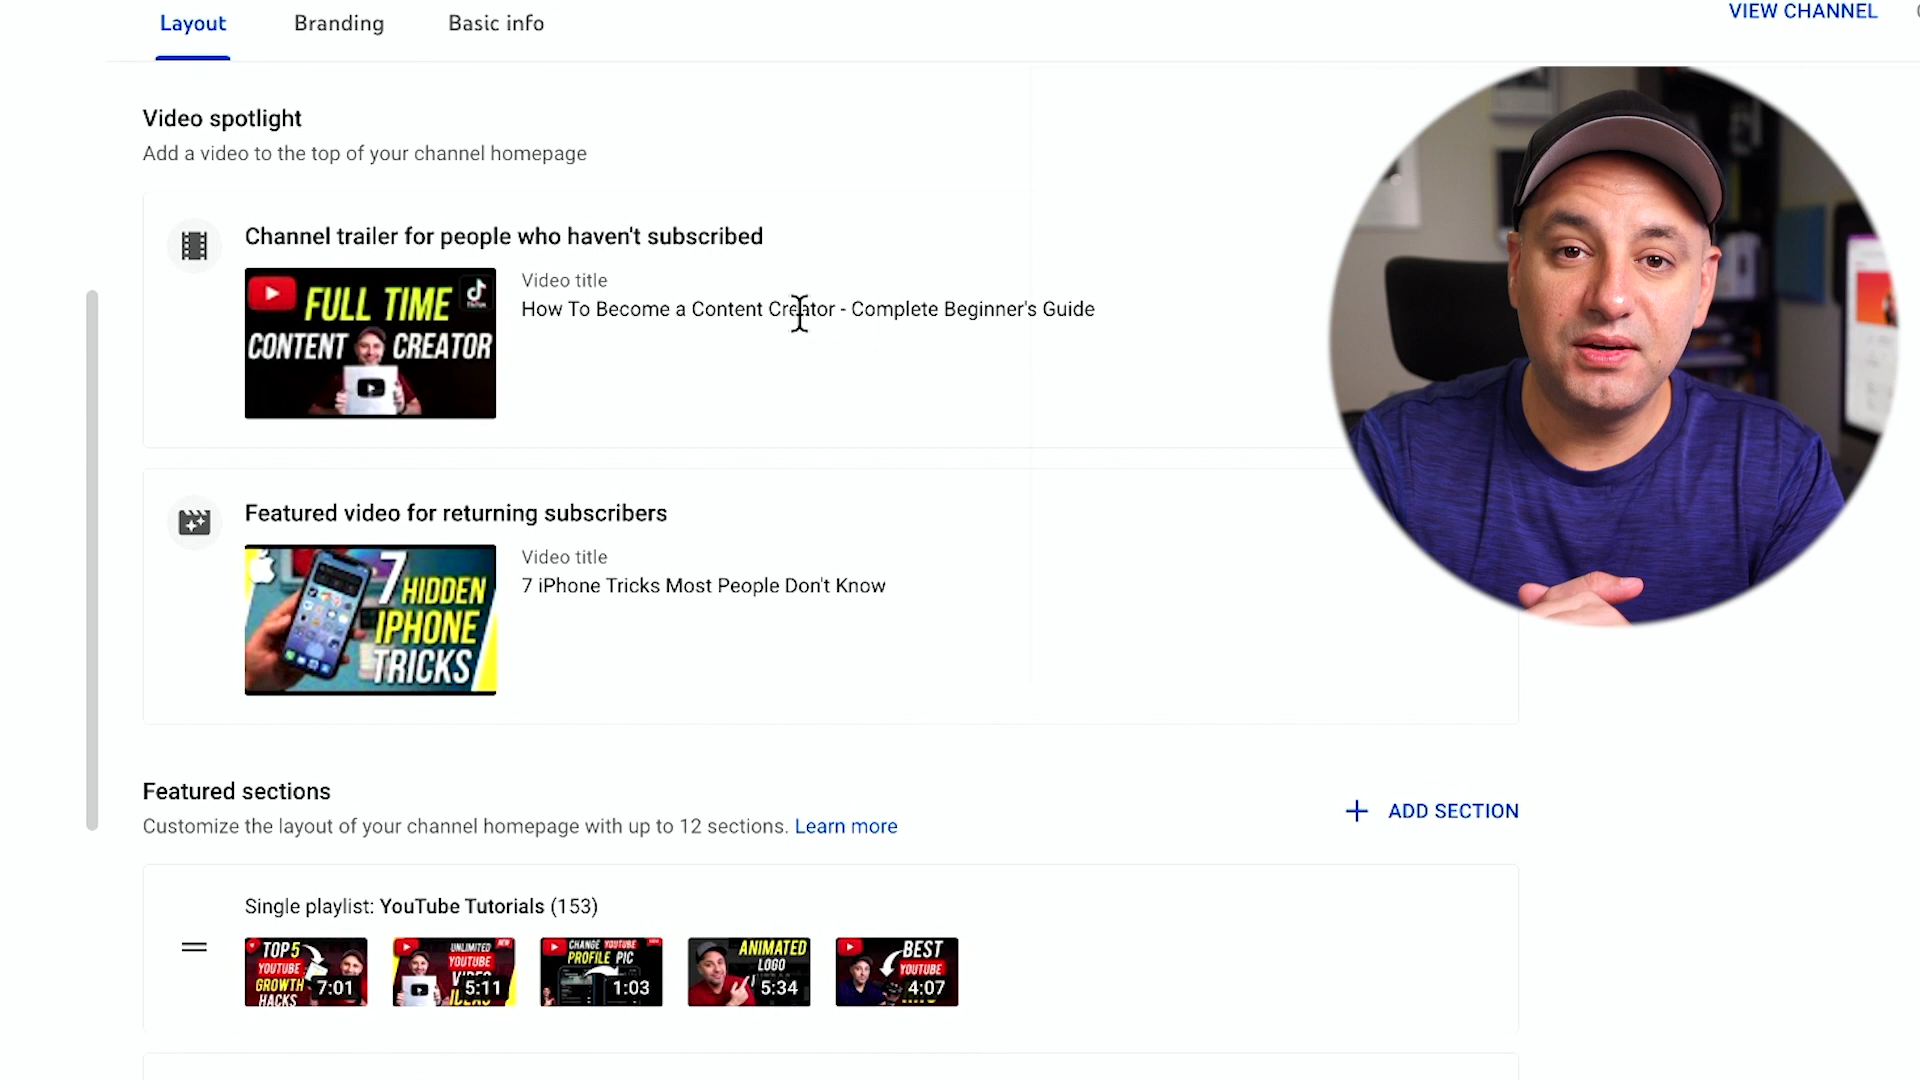 Layout
Branding
Basic info
VIEW CHANNEL
Video spotlight
Add a video to the top of your channel homepage
Channel trailer for people who haven't subscribed
FULL TIME
CONTENT CREATOR
Video title
How To Become a Content Creator - Complete Beginner's Guide
Featured video for returning subscribers
7 HIDDEN
IPHONE
TRICKS
Video title
7 iPhone Tricks Most People Don't Know
Featured sections
Customize the layout of your channel homepage with up to 12 sections. Learn more
ADD SECTION
Single playlist: YouTube Tutorials (153)
TOP 5
YOUTUBE
GROWTH
HACKS
7:01
UNLIMITED
YOUTUBE
VIDEO
IDEAS
5:11
CHANGE YOUTUBE
PROFILE PIC
1:03
ANIMATED
LOGO
5:34
BEST
YOUTUBE
4:07